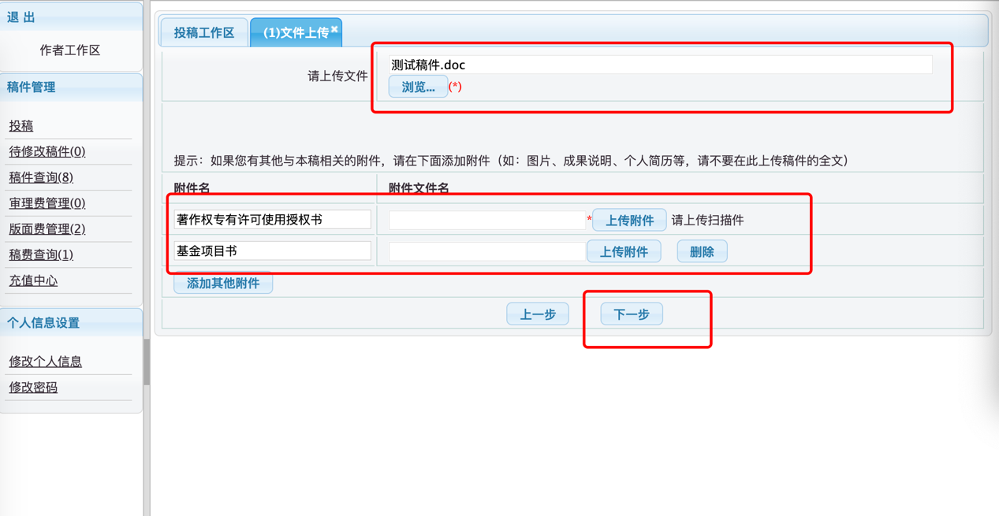 退 出
作者工作区
稿件管理
投稿
待修改稿件(0)
稿件查询(8)
审理费管理(0)
版面费管理(2)
稿费查询(1)
充值中心
个人信息设置
修改个人信息
修改密码
投稿工作区 (1)文件上传
请上传文件 测试稿件.doc
浏览... (*)
提示：如果您有其他与本稿相关的附件，请在下面添加附件（如：图片、成果说明、个人简历等，请不要在此上传稿件的全文）
附件名 附件文件名
著作权专有许可使用授权书 * 上传附件 请上传扫描件
基金项目书 上传附件 删除
添加其他附件
上一步 下一步